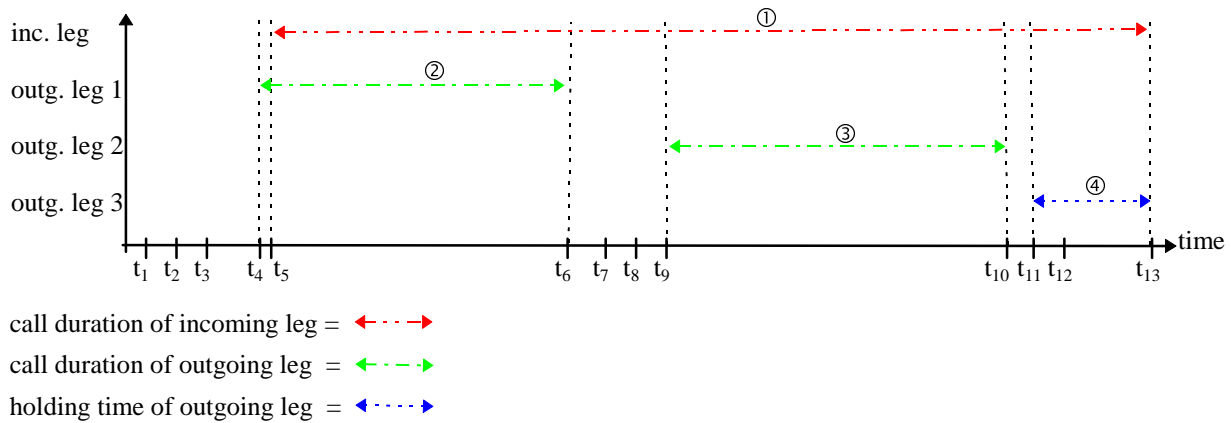 inc. leg ①
outg. leg 1 ②
outg. leg 2 ③
outg. leg 3 ④
time
t1 t2 t3 t4 t5 t6 t7 t8 t9 t10 t11 t12 t13
call duration of incoming leg =
call duration of outgoing leg =
holding time of outgoing leg =